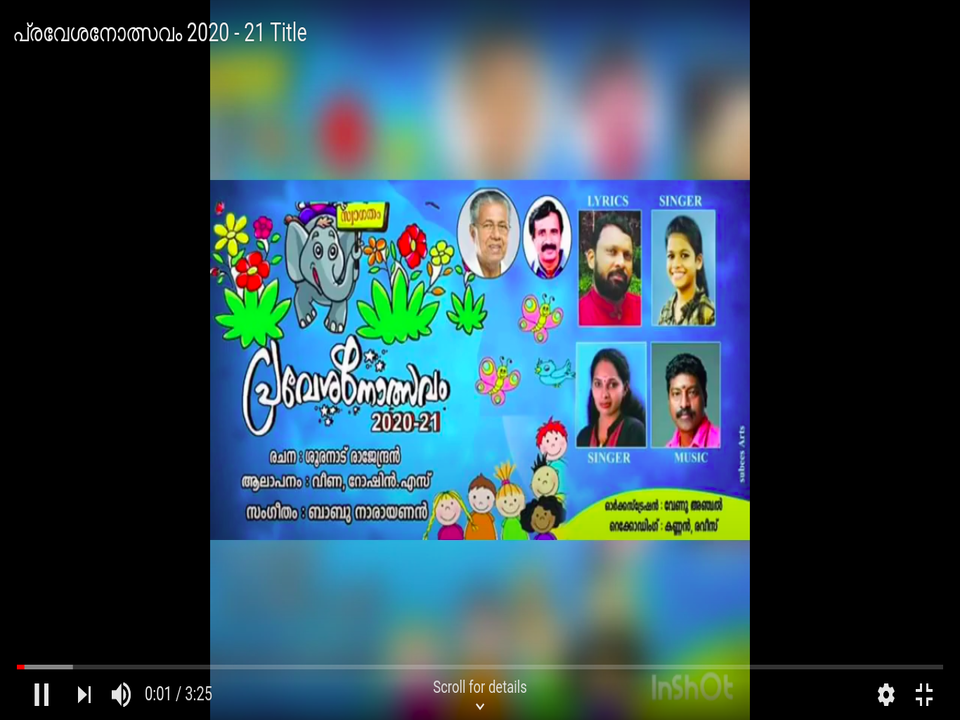 പ്രവേശനോത്സവം 2020 - 21 Title
സ്വാഗതം
LYRICS
SINGER
പ്രവേശനോത്സവം
2020-21
രചന : ശൂരനാട് രാജേന്ദ്രൻ
ആലാപനം : വീണ, റോഷിൻ.എസ്
സംഗീതം : ബാബു നാരായണൻ
SINGER
MUSIC
subees Arts
ഓർക്കസ്ട്രേഷൻ : വേണു അഞ്ചൽ
റെക്കോഡിംഗ് : കണ്ണൻ, രവീസ്
InShOt
0:01 / 3:25
Scroll for details